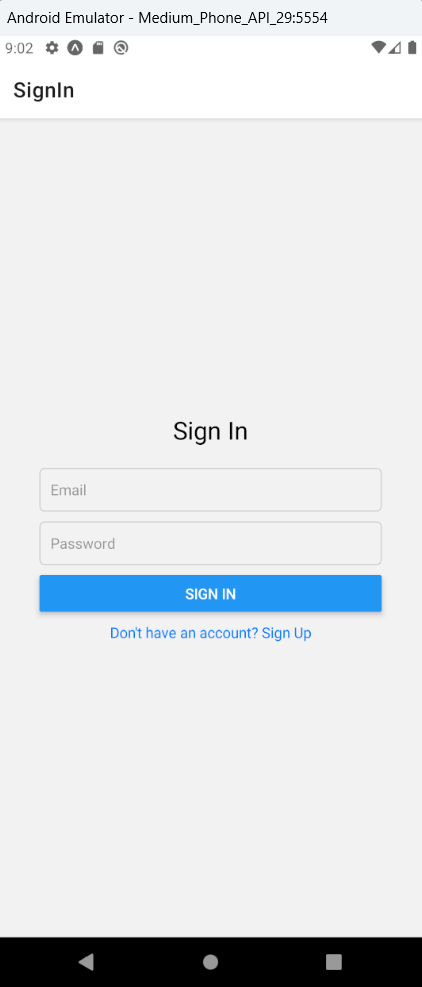 Android Emulator - Medium_Phone_API_29:5554
9:02
SignIn
Sign In
Email
Password
SIGN IN
Don't have an account? Sign Up